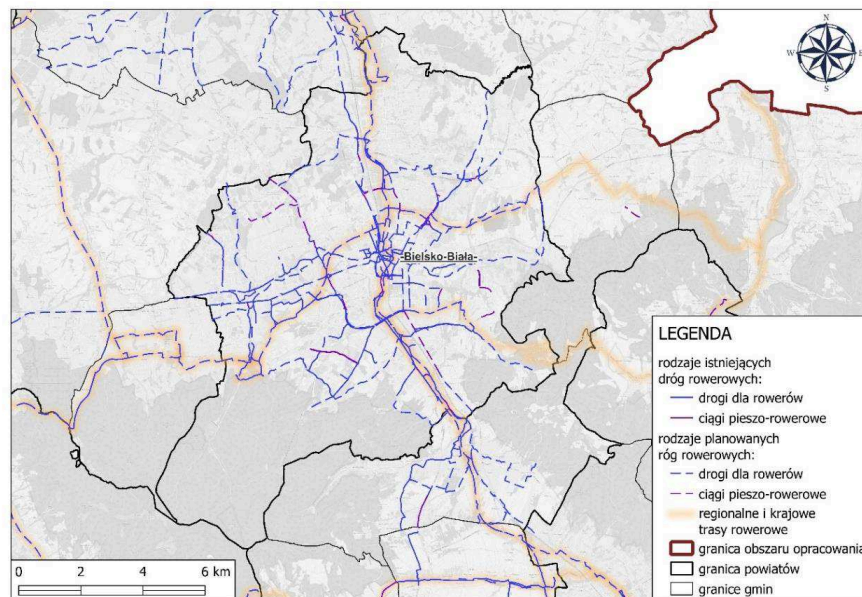 N
W E
S
-Bielsko-Biała-
LEGENDA
rodzaje istniejących
dróg rowerowych:
drogi dla rowerów
ciągi pieszo-rowerowe
rodzaje planowanych
róg rowerowych:
drogi dla rowerów
ciągi pieszo-rowerowe
regionalne i krajowe
trasy rowerowe
granica obszaru opracowania
granica powiatów
granice gmin
0 2 4 6 km